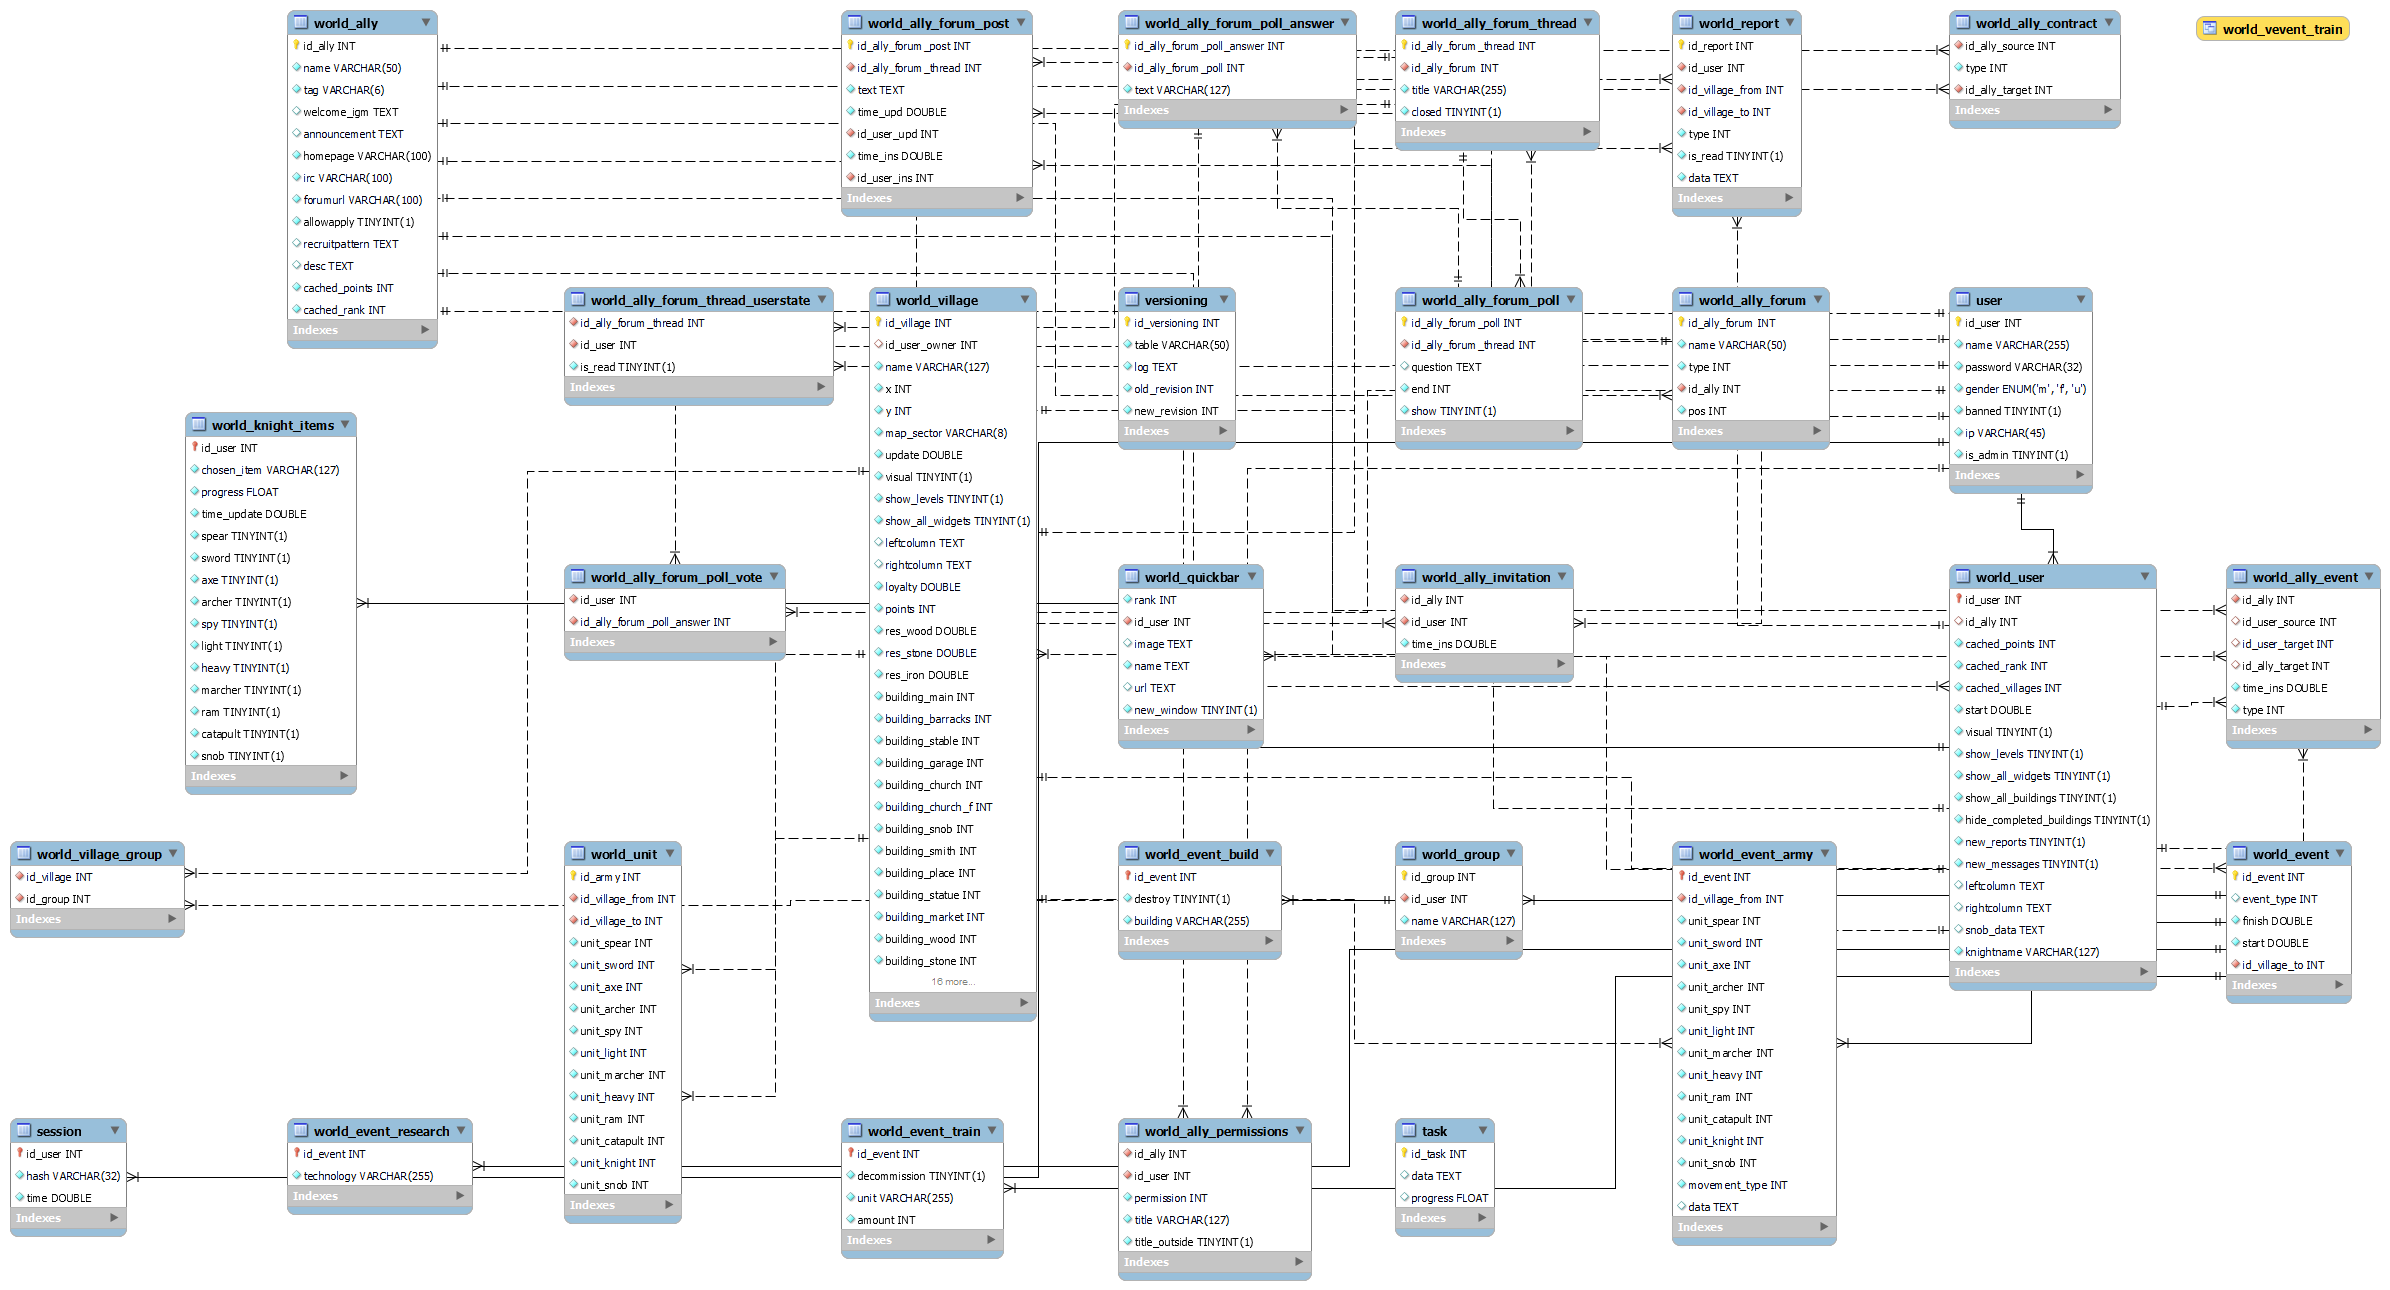 world_ally
id_ally INT
name VARCHAR(50)
tag VARCHAR(6)
welcome_igm TEXT
announcement TEXT
homepage VARCHAR(100)
irc VARCHAR(100)
forumurl VARCHAR(100)
allowapply TINYINT(1)
recruitpattern TEXT
desc TEXT
cached_points INT
cached_rank INT
Indexes
world_ally_forum_post
id_ally_forum_post INT
id_ally_forum_thread INT
text TEXT
time_upd DOUBLE
id_user_upd INT
time_ins DOUBLE
id_user_ins INT
Indexes
world_ally_forum_poll_answer
id_ally_forum_poll_answer INT
id_ally_forum_poll INT
text VARCHAR(127)
Indexes
world_ally_forum_thread
id_ally_forum_thread INT
id_ally_forum INT
title VARCHAR(255)
closed TINYINT(1)
Indexes
world_report
id_report INT
id_user INT
id_village_from INT
id_village_to INT
type INT
is_read TINYINT(1)
data TEXT
Indexes
world_ally_contract
id_ally_source INT
type INT
id_ally_target INT
Indexes
world_vevent_train
world_ally_forum_thread_userstate
id_ally_forum_thread INT
id_user INT
is_read TINYINT(1)
Indexes
world_village
id_village INT
id_user_owner INT
name VARCHAR(127)
x INT
y INT
map_sector VARCHAR(8)
update DOUBLE
visual TINYINT(1)
show_levels TINYINT(1)
show_all_widgets TINYINT(1)
leftcolumn TEXT
rightcolumn TEXT
loyalty DOUBLE
points INT
res_wood DOUBLE
res_stone DOUBLE
res_iron DOUBLE
building_main INT
building_barracks INT
building_stable INT
building_garage INT
building_church INT
building_church_f INT
building_snob INT
building_smith INT
building_place INT
building_statue INT
building_market INT
building_wood INT
building_stone INT
16 more...
Indexes
versioning
id_versioning INT
table VARCHAR(50)
log TEXT
old_revision INT
new_revision INT
Indexes
world_ally_forum_poll
id_ally_forum_poll INT
id_ally_forum_thread INT
question TEXT
end INT
show TINYINT(1)
Indexes
world_ally_forum
id_ally_forum INT
name VARCHAR(50)
type INT
id_ally INT
pos INT
Indexes
user
id_user INT
name VARCHAR(255)
password VARCHAR(32)
gender ENUM('m', 'f', 'u')
banned TINYINT(1)
ip VARCHAR(45)
is_admin TINYINT(1)
Indexes
world_knight_items
id_user INT
chosen_item VARCHAR(127)
progress FLOAT
time_update DOUBLE
spear TINYINT(1)
sword TINYINT(1)
axe TINYINT(1)
archer TINYINT(1)
spy TINYINT(1)
light TINYINT(1)
heavy TINYINT(1)
marcher TINYINT(1)
ram TINYINT(1)
catapult TINYINT(1)
snob TINYINT(1)
Indexes
world_ally_forum_poll_vote
id_user INT
id_ally_forum_poll_answer INT
Indexes
world_quickbar
rank INT
id_user INT
image TEXT
name TEXT
url TEXT
new_window TINYINT(1)
Indexes
world_ally_invitation
id_ally INT
id_user INT
time_ins DOUBLE
Indexes
world_user
id_user INT
id_ally INT
cached_points INT
cached_rank INT
cached_villages INT
start DOUBLE
visual TINYINT(1)
show_levels TINYINT(1)
show_all_widgets TINYINT(1)
show_all_buildings TINYINT(1)
hide_completed_buildings TINYINT(1)
new_reports TINYINT(1)
new_messages TINYINT(1)
leftcolumn TEXT
rightcolumn TEXT
snob_data TEXT
knightname VARCHAR(127)
Indexes
world_ally_event
id_ally INT
id_user_source INT
id_user_target INT
id_ally_target INT
time_ins DOUBLE
type INT
Indexes
world_village_group
id_village INT
id_group INT
Indexes
world_unit
id_army INT
id_village_from INT
id_village_to INT
unit_spear INT
unit_sword INT
unit_axe INT
unit_archer INT
unit_spy INT
unit_light INT
unit_marcher INT
unit_heavy INT
unit_ram INT
unit_catapult INT
unit_knight INT
unit_snob INT
Indexes
world_event_build
id_event INT
destroy TINYINT(1)
building VARCHAR(255)
Indexes
world_group
id_group INT
id_user INT
name VARCHAR(127)
Indexes
world_event_army
id_event INT
id_village_from INT
unit_spear INT
unit_sword INT
unit_axe INT
unit_archer INT
unit_spy INT
unit_light INT
unit_marcher INT
unit_heavy INT
unit_ram INT
unit_catapult INT
unit_knight INT
unit_snob INT
movement_type INT
data TEXT
Indexes
world_event
id_event INT
event_type INT
finish DOUBLE
start DOUBLE
id_village_to INT
Indexes
session
id_user INT
hash VARCHAR(32)
time DOUBLE
Indexes
world_event_research
id_event INT
technology VARCHAR(255)
Indexes
world_event_train
id_event INT
decommission TINYINT(1)
unit VARCHAR(255)
amount INT
Indexes
world_ally_permissions
id_ally INT
id_user INT
permission INT
title VARCHAR(127)
title_outside TINYINT(1)
Indexes
task
id_task INT
data TEXT
progress FLOAT
Indexes